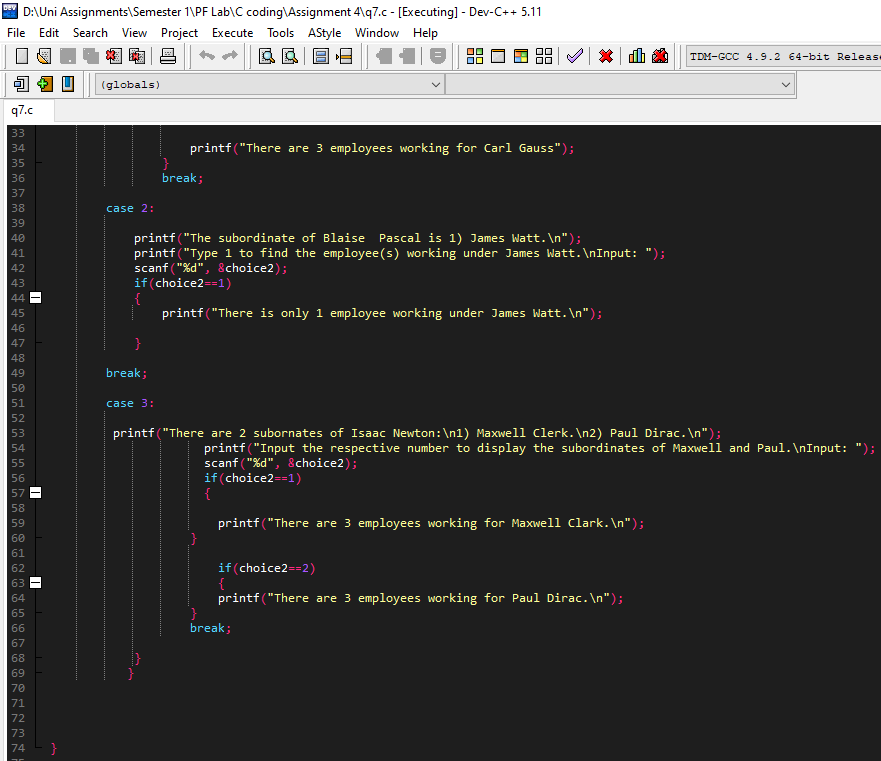 DEV D:\Uni Assignments\Semester 1\PF Lab\C coding\Assignment 4\q7.c - [Executing] - Dev-C++ 5.11
File Edit Search View Project Execute Tools AStyle Window Help
TDM-GCC 4.9.2 64-bit Release
(globals)
q7.c
33
34 printf("There are 3 employees working for Carl Gauss");
35 }
36 break;
37
38 case 2:
39
40 printf("The subordinate of Blaise  Pascal is 1) James Watt.\n");
41 printf("Type 1 to find the employee(s) working under James Watt.\nInput: ");
42 scanf("%d", &choice2);
43 if(choice2==1)
44 {
45 printf("There is only 1 employee working under James Watt.\n");
46
47 }
48
49 break;
50
51 case 3:
52
53 printf("There are 2 subornates of Isaac Newton:\n1) Maxwell Clerk.\n2) Paul Dirac.\n");
54 printf("Input the respective number to display the subordinates of Maxwell and Paul.\nInput: ");
55 scanf("%d", &choice2);
56 if(choice2==1)
57 {
58
59 printf("There are 3 employees working for Maxwell Clark.\n");
60 }
61
62 if(choice2==2)
63 {
64 printf("There are 3 employees working for Paul Dirac.\n");
65 }
66 break;
67
68 }
69 }
70
71
72
73
74 }